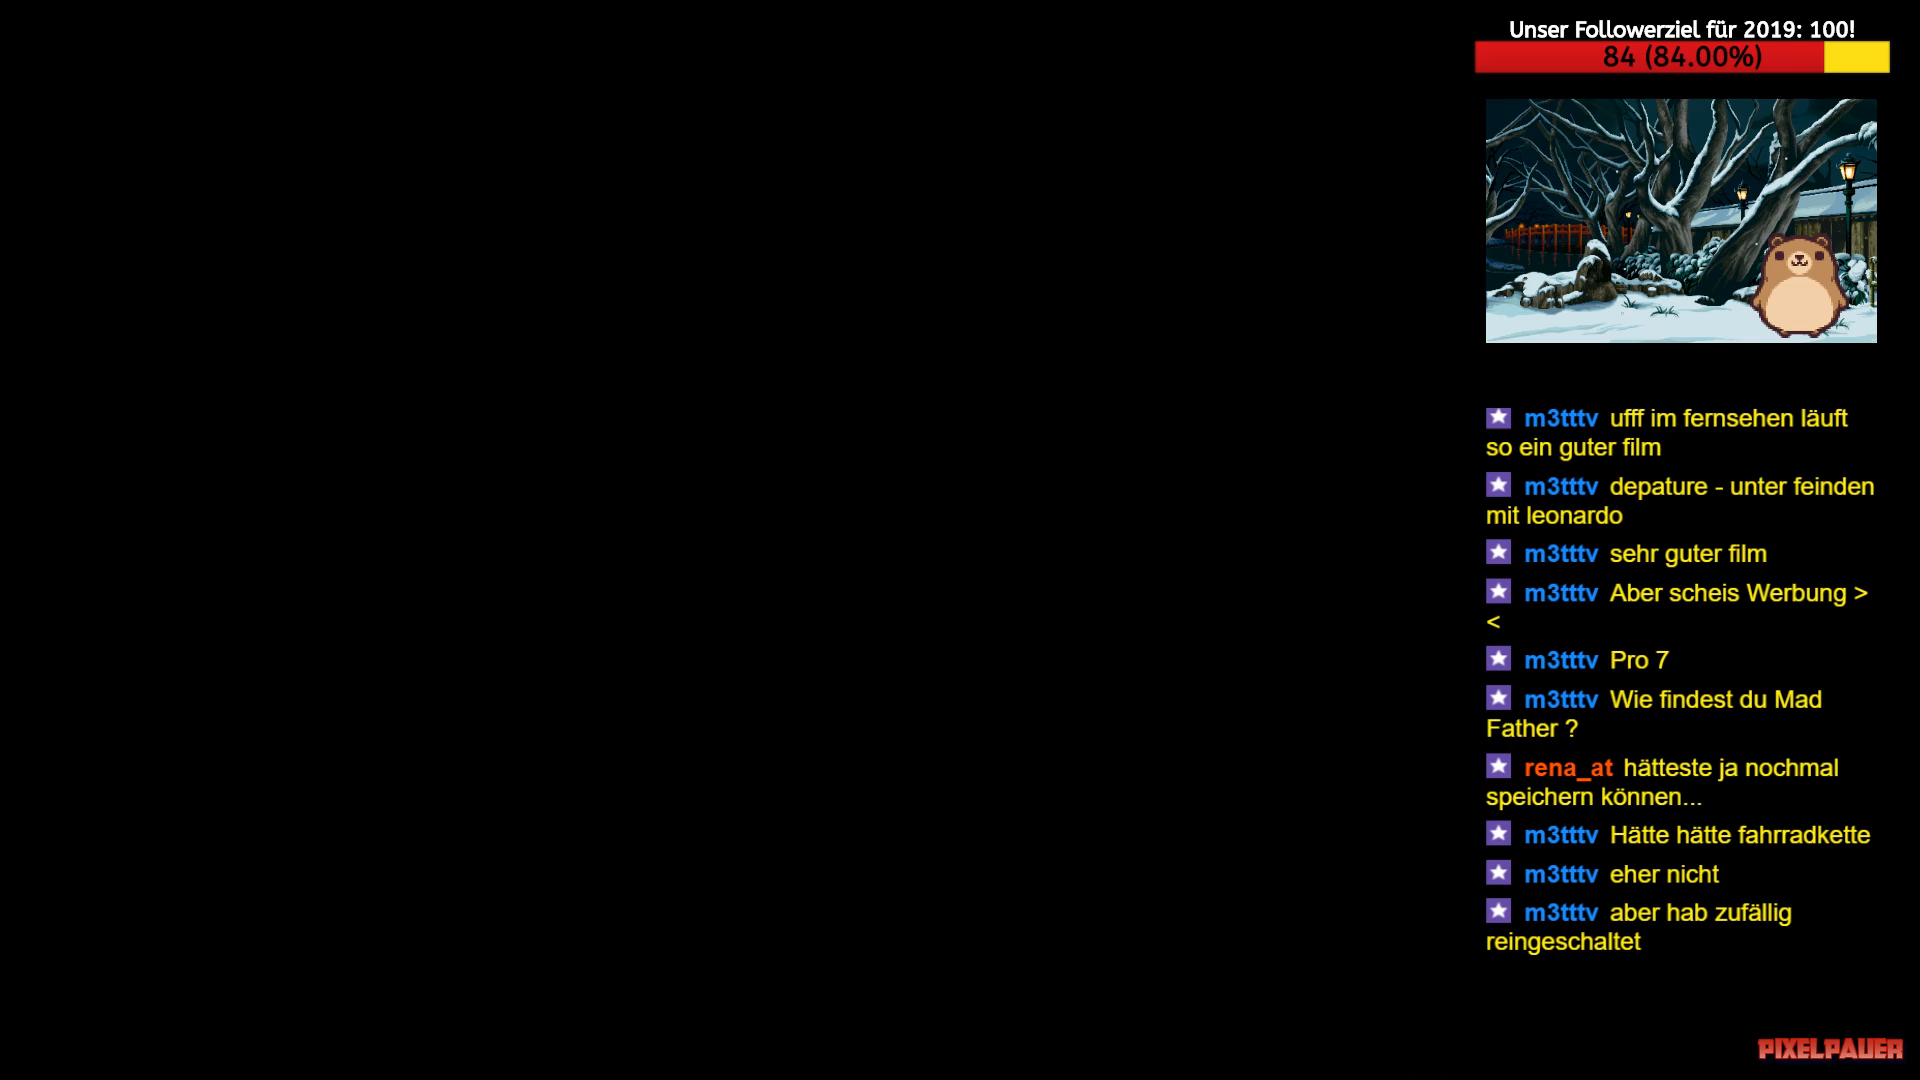 Unser Followerziel für 2019: 100!
84 (84.00%)
m3tttv ufff im fernsehen läuft
so ein guter film
m3tttv depature - unter feinden
mit leonardo
m3tttv sehr guter film
m3tttv Aber scheis Werbung >
<
m3tttv Pro 7
m3tttv Wie findest du Mad
Father ?
rena_at hätteste ja nochmal
speichern können...
m3tttv Hätte hätte fahrradkette
m3tttv eher nicht
m3tttv aber hab zufällig
reingeschaltet
PIXELPAUER